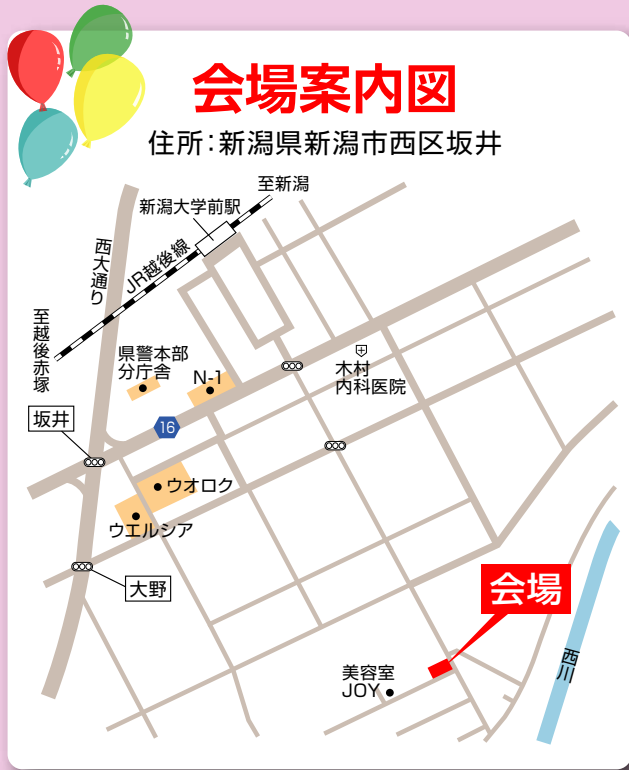 会場案内図
住所：新潟県新潟市西区坂井
至新潟
新潟大学前駅
西大通り
JR越後線
至越後赤塚
県警本部
分庁舎
N-1
木村
内科医院
坂井
16
ウオロク
ウエルシア
大野
会場
美容室
JOY
西川